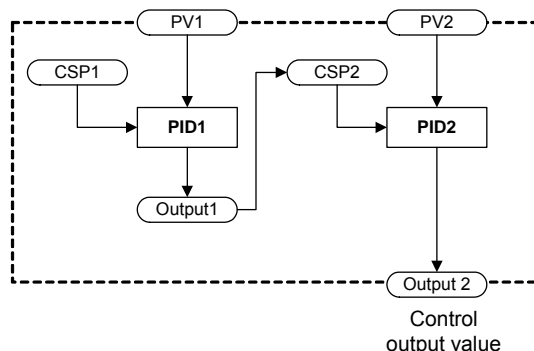 PV1
PV2
CSP1
CSP2
PID1
PID2
Output1
Output 2
Control
output value